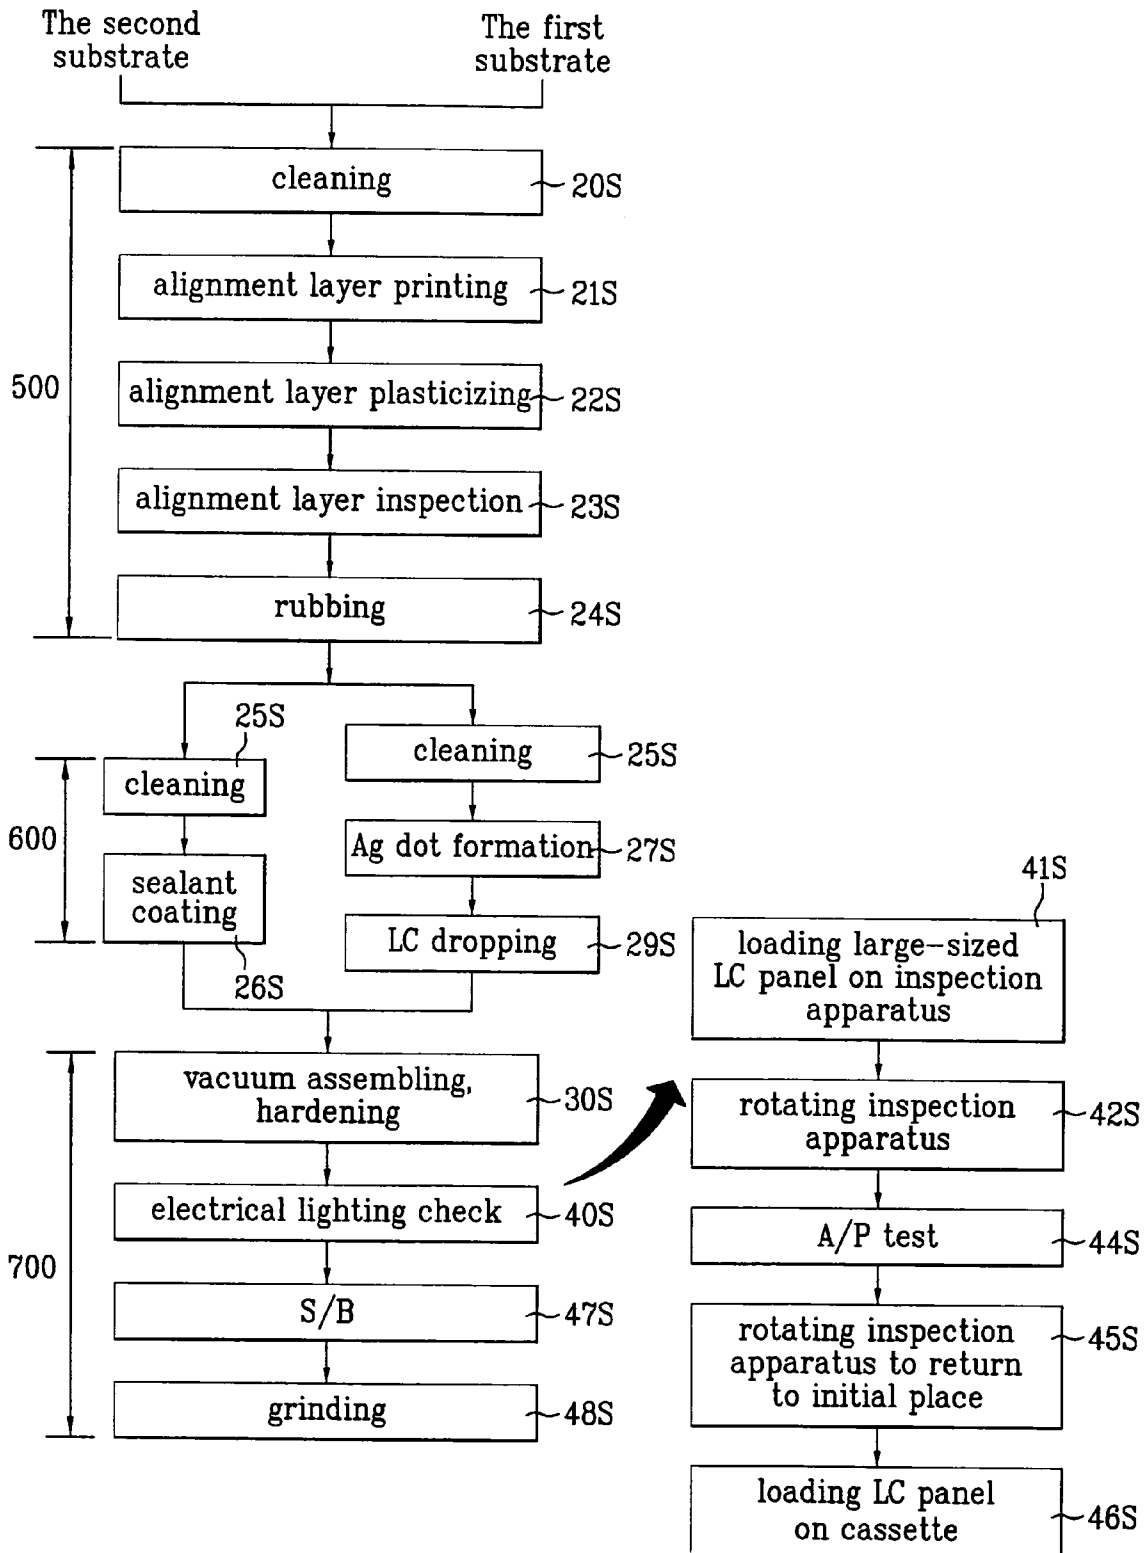 The second
substrate
The first
substrate
cleaning
20S
alignment layer printing
21S
500
alignment layer plasticizing
22S
alignment layer inspection
23S
rubbing
24S
25S
cleaning
600
sealant
coating
26S
cleaning
25S
Ag dot formation
27S
LC dropping
29S
700
vacuum assembling,
hardening
30S
electrical lighting check
40S
S/B
47S
grinding
48S
41S
loading large-sized
LC panel on inspection
apparatus
rotating inspection
apparatus
42S
A/P test
44S
rotating inspection
apparatus to return
to initial place
45S
loading LC panel
on cassette
46S